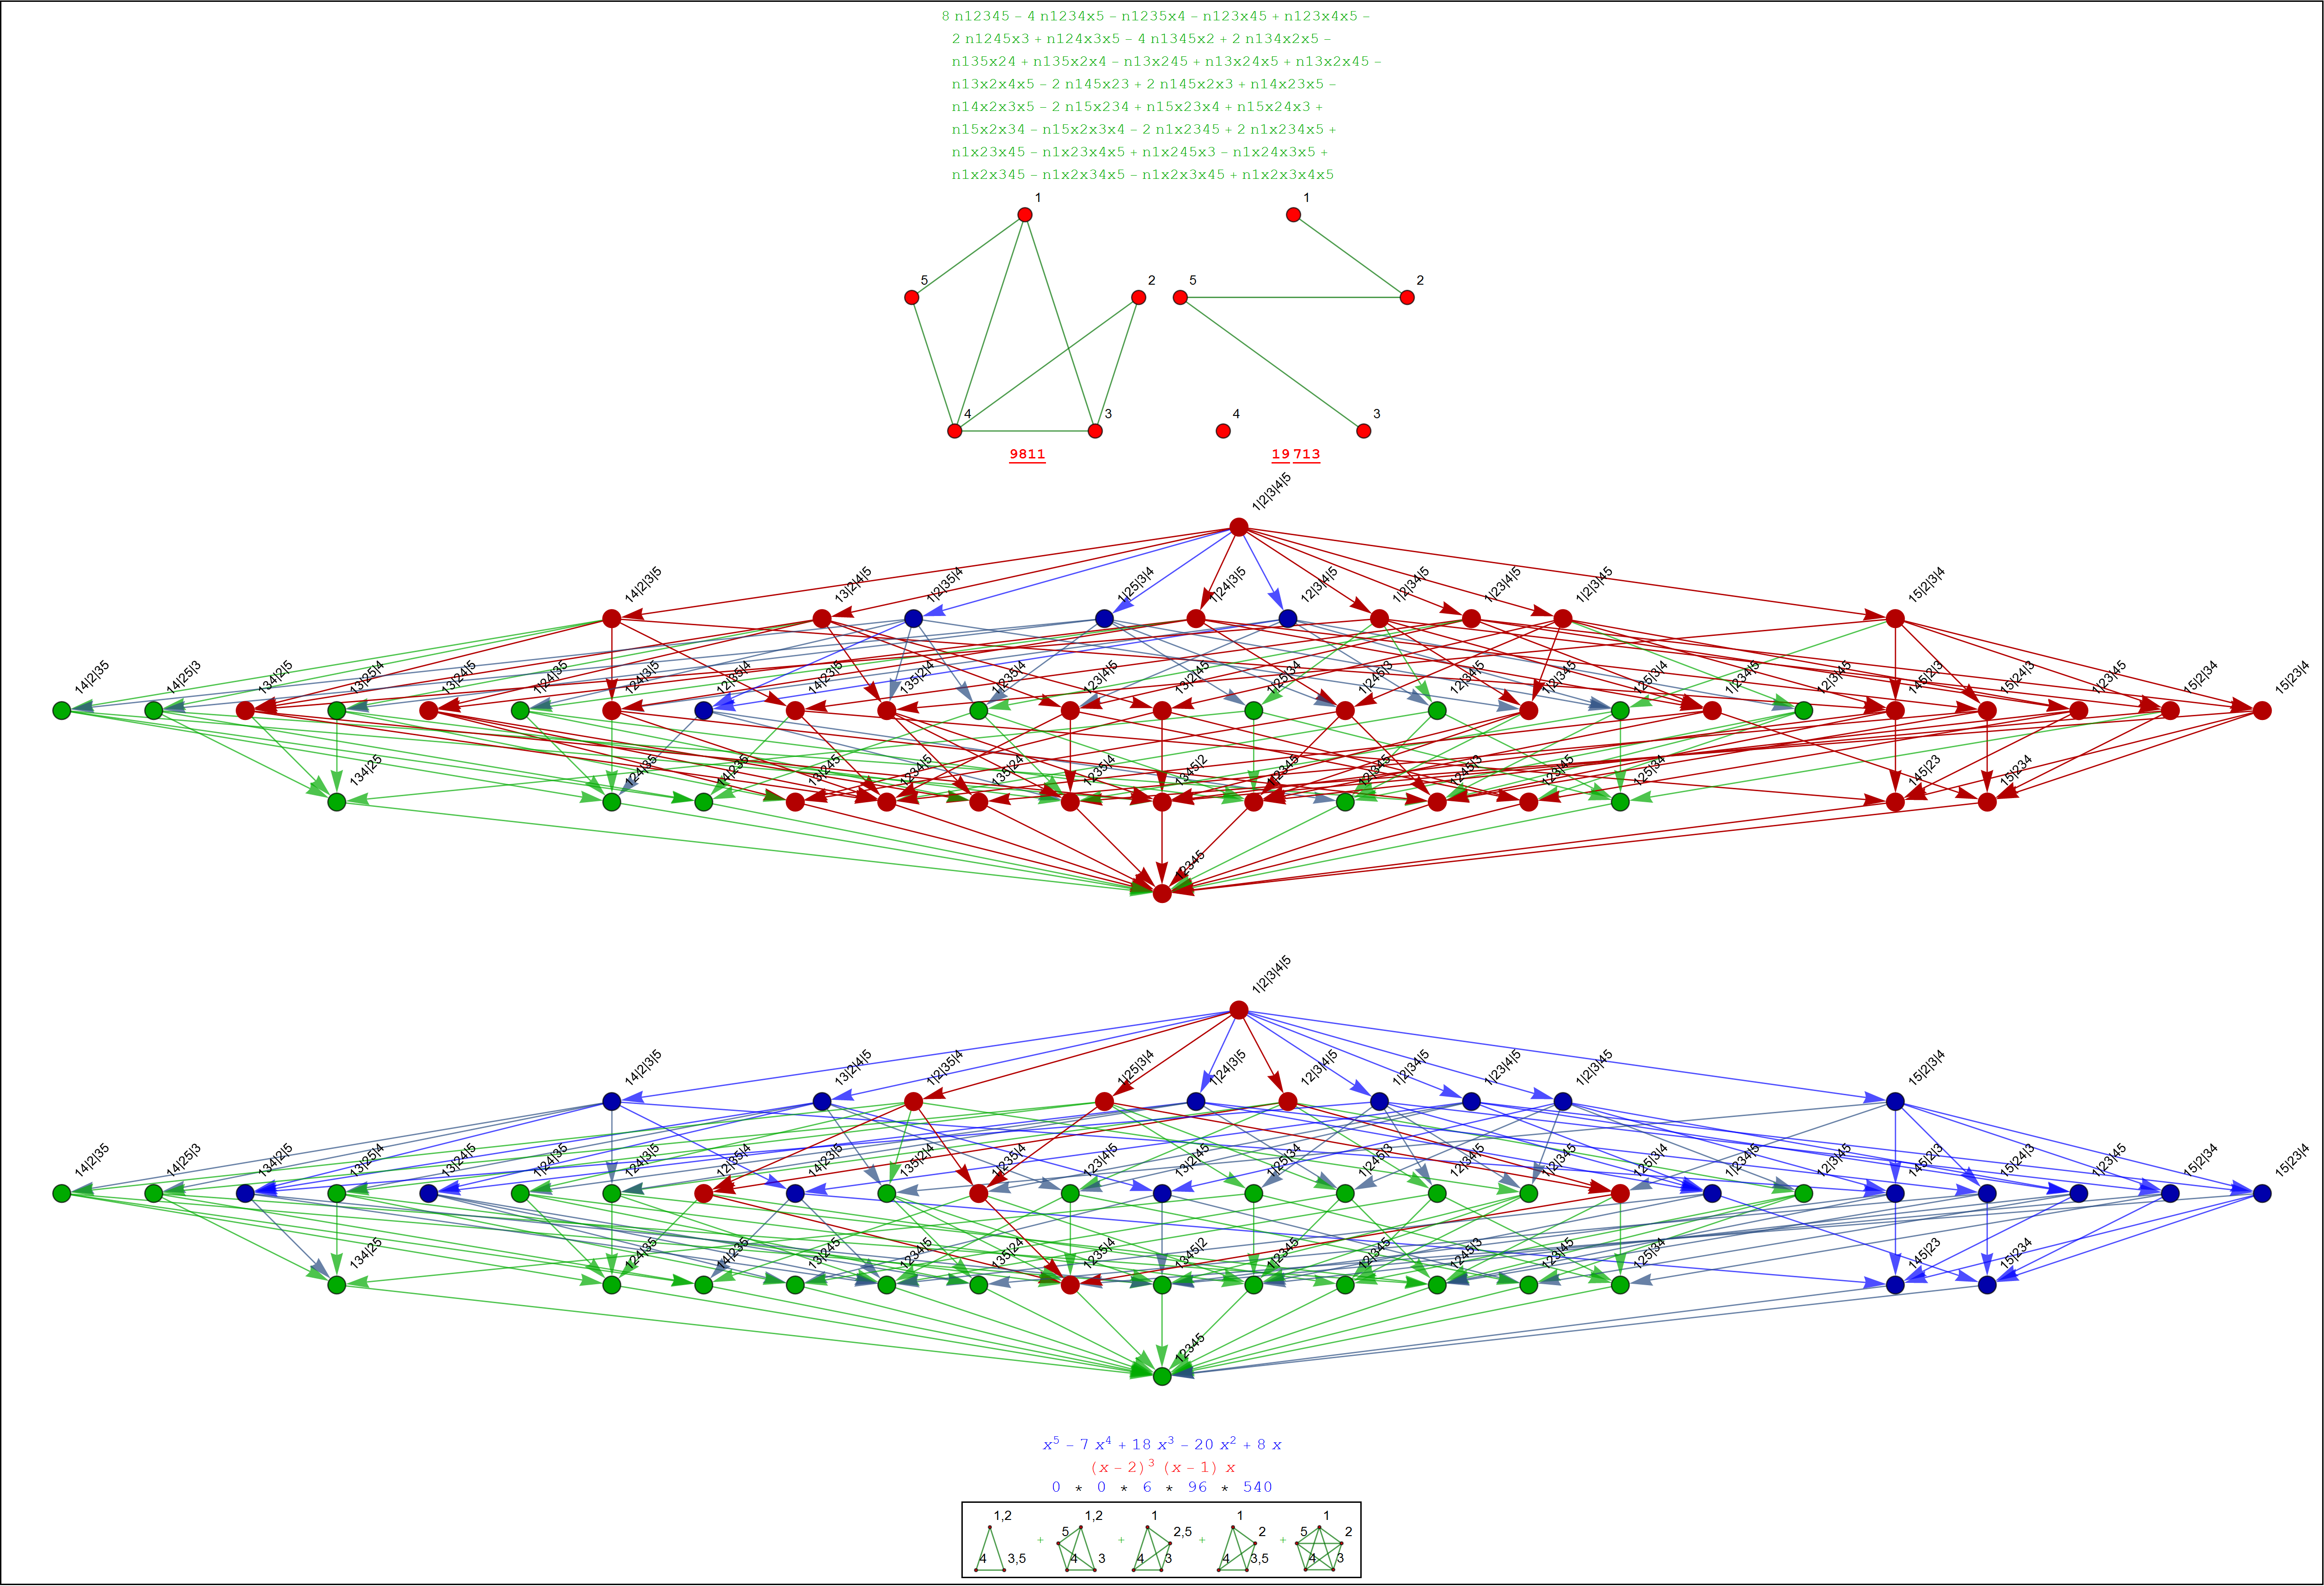 8 n12345 − 4 n1234x5 − n1235x4 − n123x45 + n123x4x5 −
2 n1245x3 + n124x3x5 − 4 n1345x2 + 2 n134x2x5 −
n135x24 + n135x2x4 − n13x245 + n13x24x5 + n13x2x45 −
n13x2x4x5 − 2 n145x23 + 2 n145x2x3 + n14x23x5 −
n14x2x3x5 − 2 n15x234 + n15x23x4 + n15x24x3 +
n15x2x34 − n15x2x3x4 − 2 n1x2345 + 2 n1x234x5 +
n1x23x45 − n1x23x4x5 + n1x245x3 − n1x24x3x5 +
n1x2x345 − n1x2x34x5 − n1x2x3x45 + n1x2x3x4x5
1 1
5 2 5 2
4 3 4 3
9811 19 713
1|2|3|4|5
14|2|3|5 13|2|4|5 1|2|35|4 1|25|3|4 1|24|3|5 12|3|4|5 1|2|34|5 1|23|4|5 1|2|3|45 15|2|3|4
14|2|35 14|25|3 134|2|5 13|25|4 13|24|5 1|24|35 124|3|5 12|35|4 14|23|5 135|2|4 1|235|4 123|4|5 13|2|45 1|25|34 1|245|3 12|34|5 1|2|345 125|3|4 1|234|5 12|3|45 145|2|3 15|24|3 1|23|45 15|2|34 15|23|4
134|25 124|35 14|235 13|245 1234|5 135|24 1235|4 1345|2 1|2345 12|345 1245|3 123|45 125|34 145|23 15|234
12345
1|2|3|4|5
14|2|3|5 13|2|4|5 1|2|35|4 1|25|3|4 1|24|3|5 12|3|4|5 1|2|34|5 1|23|4|5 1|2|3|45 15|2|3|4
14|2|35 14|25|3 134|2|5 13|25|4 13|24|5 1|24|35 124|3|5 12|35|4 14|23|5 135|2|4 1|235|4 123|4|5 13|2|45 1|25|34 1|245|3 12|34|5 1|2|345 125|3|4 1|234|5 12|3|45 145|2|3 15|24|3 1|23|45 15|2|34 15|23|4
134|25 124|35 14|235 13|245 1234|5 135|24 1235|4 1345|2 1|2345 12|345 1245|3 123|45 125|34 145|23 15|234
12345
x⁵ − 7 x⁴ + 18 x³ − 20 x² + 8 x
(x − 2)³ (x − 1) x
0 * 0 * 6 * 96 * 540
1,2 1,2 1 1 1
5 2,5 2 5 2
+ + + +
4 3,5 4 3 4 3 4 3,5 4 3